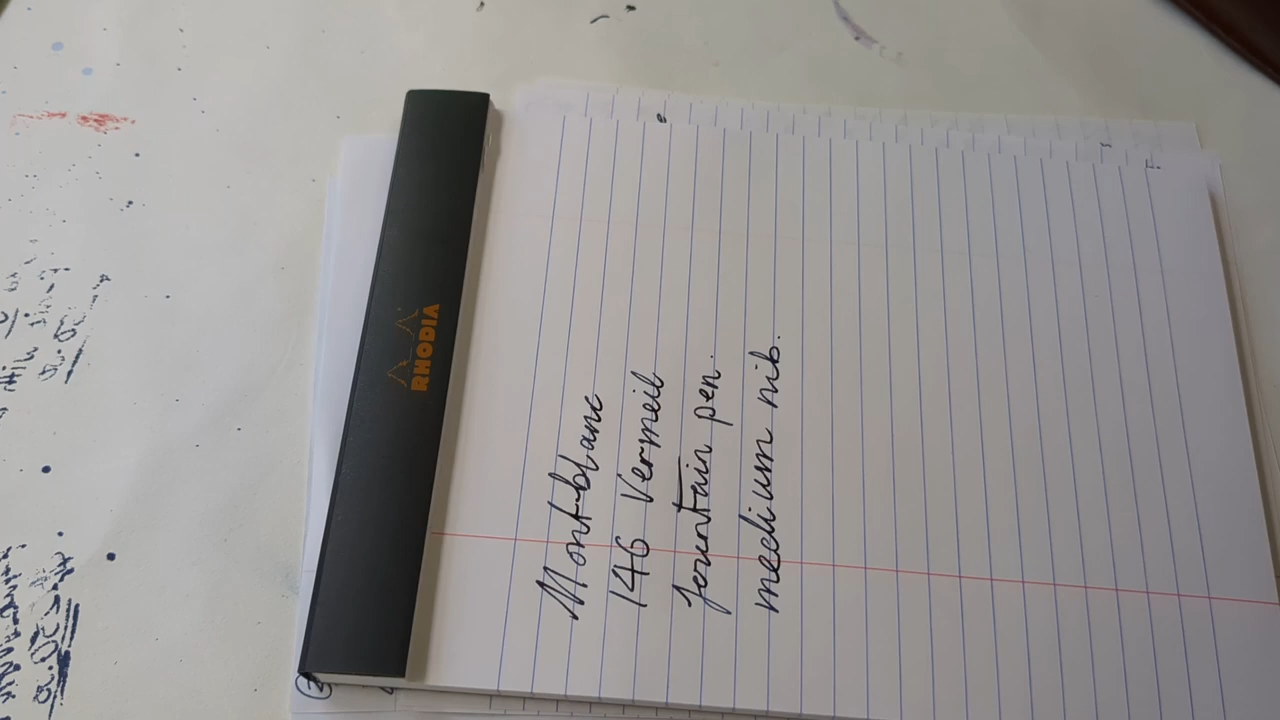 RHODIA
Montblanc
146 Vermeil
fountain pen.
medium nib.